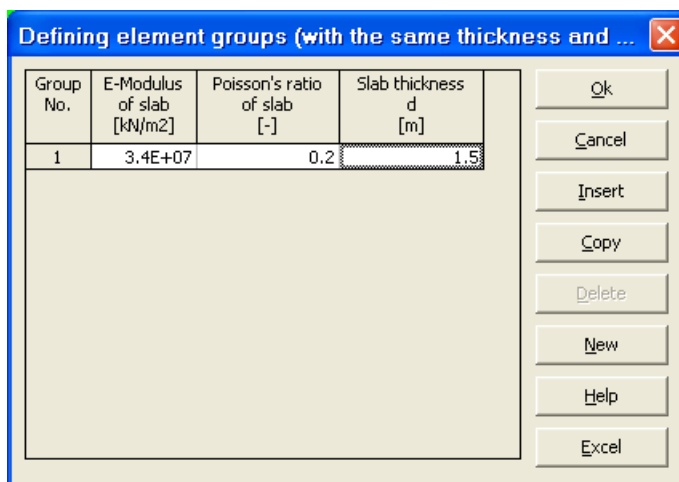 Defining element groups (with the same thickness and ...
Group No.
E-Modulus of slab [kN/m2]
Poisson's ratio of slab [-]
Slab thickness d [m]
1 3.4E+07 0.2 1.5
Ok
Cancel
Insert
Copy
Delete
New
Help
Excel